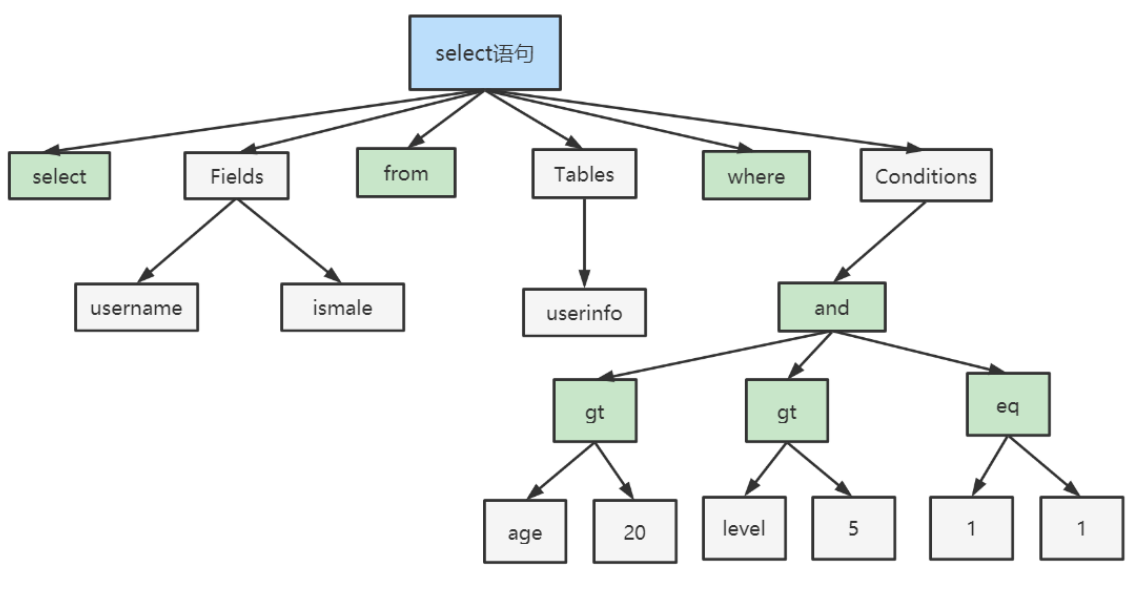 select语句
select
Fields
from
Tables
where
Conditions
username
ismale
userinfo
and
gt
gt
eq
age
20
level
5
1
1